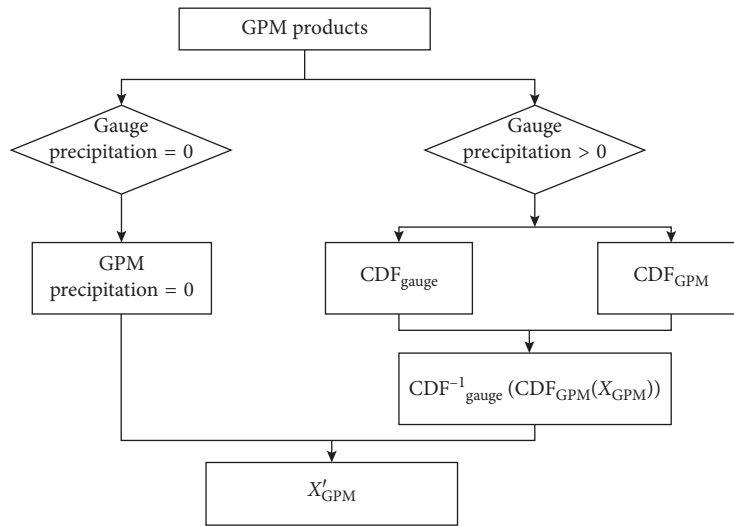 GPM products
Gauge
precipitation = 0
Gauge
precipitation > 0
GPM
precipitation = 0
CDF_gauge
CDF_GPM
CDF⁻¹_gauge (CDF_GPM(X_GPM))
X′_GPM